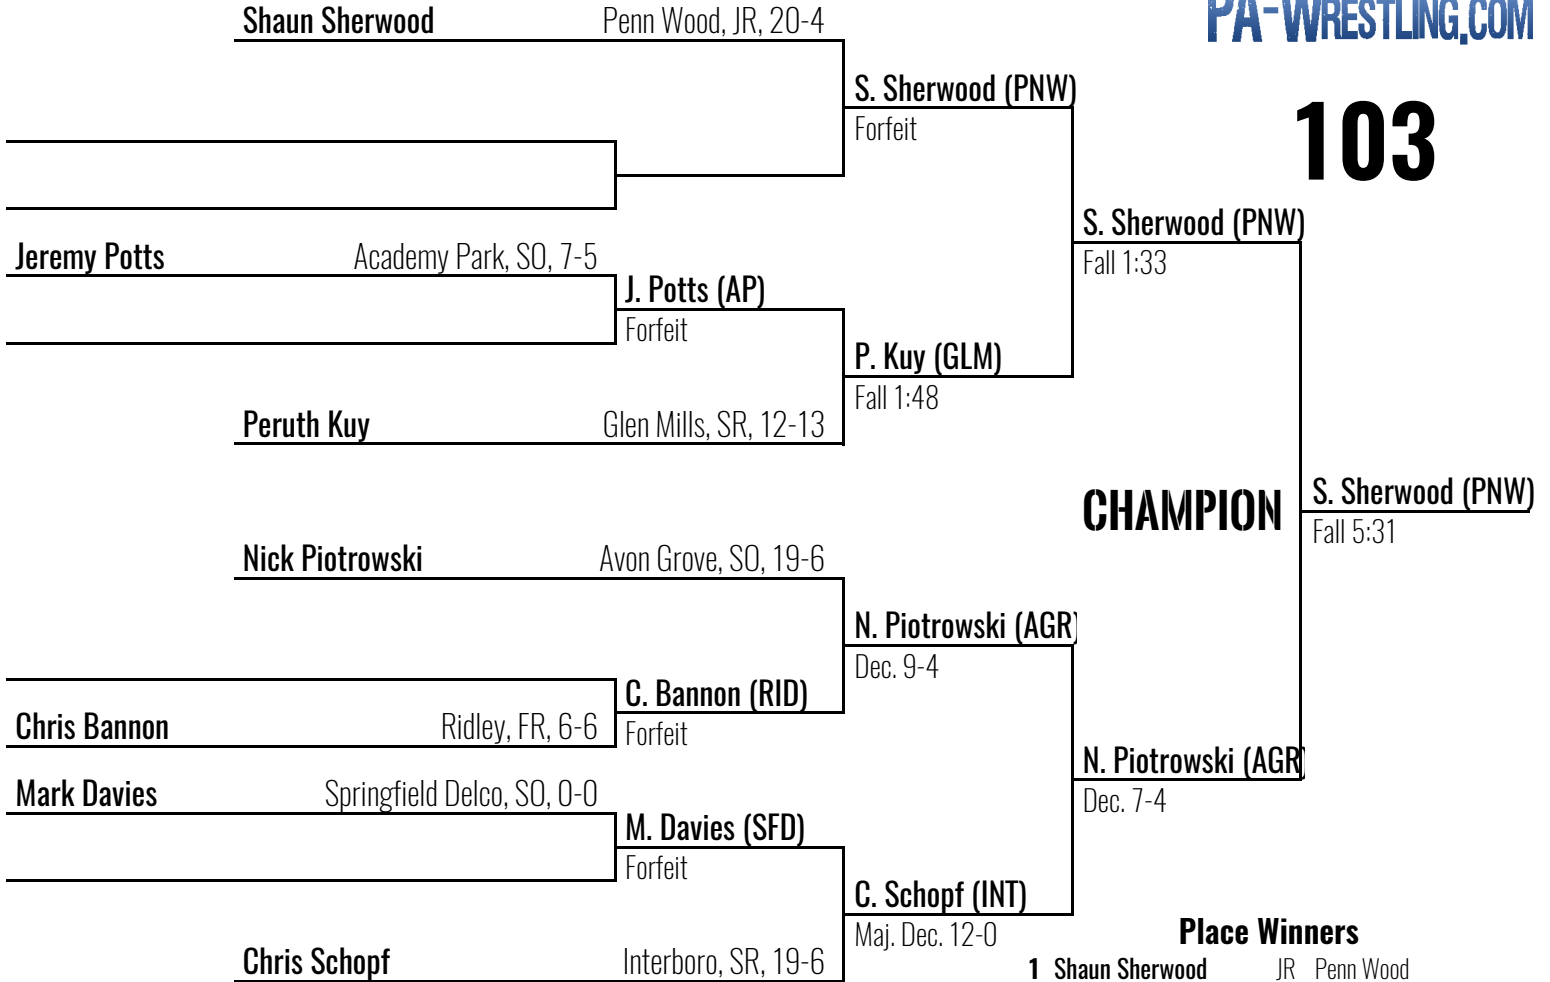 Shaun Sherwood Penn Wood, JR, 20-4
PA-WRESTLING.COM
S. Sherwood (PNW)
Forfeit
103
S. Sherwood (PNW)
Fall 1:33
Jeremy Potts Academy Park, SO, 7-5
J. Potts (AP)
Forfeit
P. Kuy (GLM)
Fall 1:48
Peruth Kuy Glen Mills, SR, 12-13
CHAMPION
S. Sherwood (PNW)
Fall 5:31
Nick Piotrowski Avon Grove, SO, 19-6
N. Piotrowski (AGR)
Dec. 9-4
C. Bannon (RID)
Forfeit
Chris Bannon Ridley, FR, 6-6
N. Piotrowski (AGR)
Dec. 7-4
Mark Davies Springfield Delco, SO, 0-0
M. Davies (SFD)
Forfeit
C. Schopf (INT)
Maj. Dec. 12-0
Chris Schopf Interboro, SR, 19-6
Place Winners
1 Shaun Sherwood JR Penn Wood